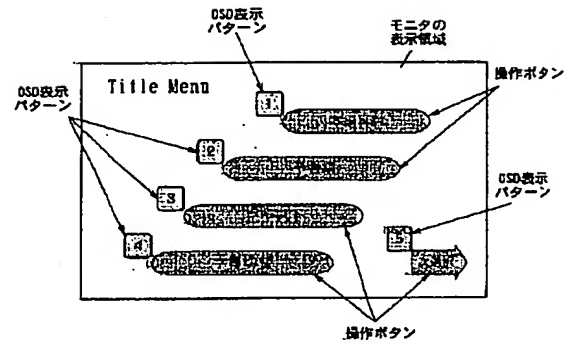 OSD表示
パターン
モニタの
表示領域
OSD表示
パターン
Title Menu
操作ボタン
1
2
3
4
OSD表示
パターン
5
操作ボタン